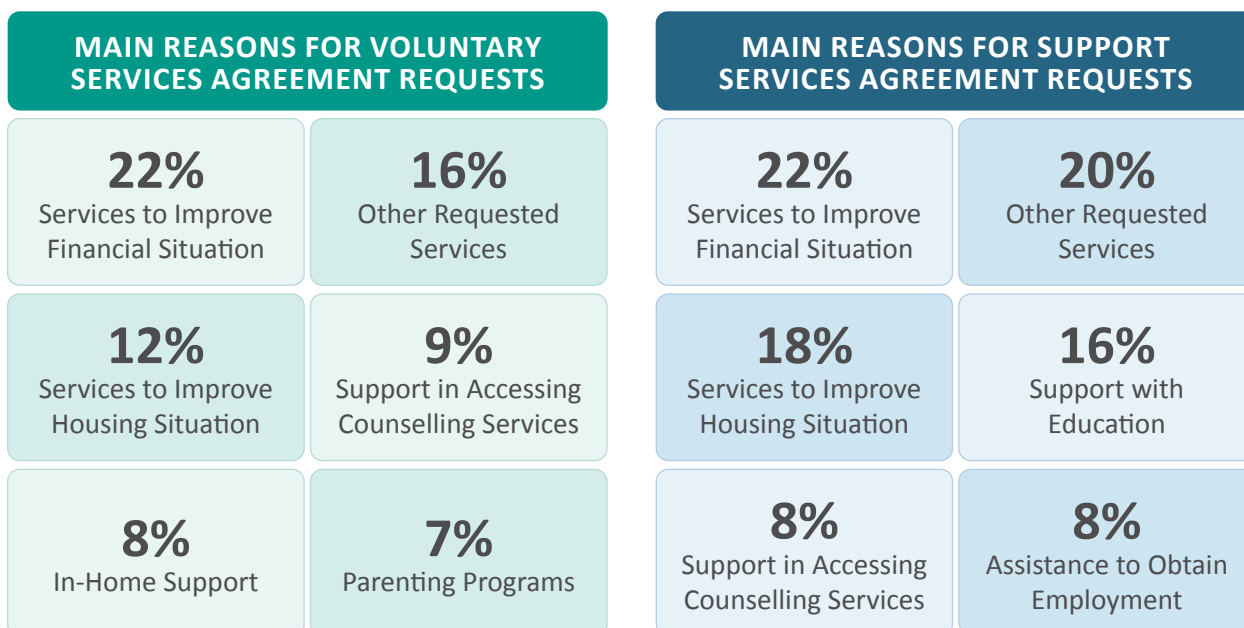 MAIN REASONS FOR VOLUNTARY
SERVICES AGREEMENT REQUESTS
22%
Services to Improve
Financial Situation
16%
Other Requested
Services
12%
Services to Improve
Housing Situation
9%
Support in Accessing
Counselling Services
8%
In-Home Support
7%
Parenting Programs
MAIN REASONS FOR SUPPORT
SERVICES AGREEMENT REQUESTS
22%
Services to Improve
Financial Situation
20%
Other Requested
Services
18%
Services to Improve
Housing Situation
16%
Support with
Education
8%
Support in Accessing
Counselling Services
8%
Assistance to Obtain
Employment